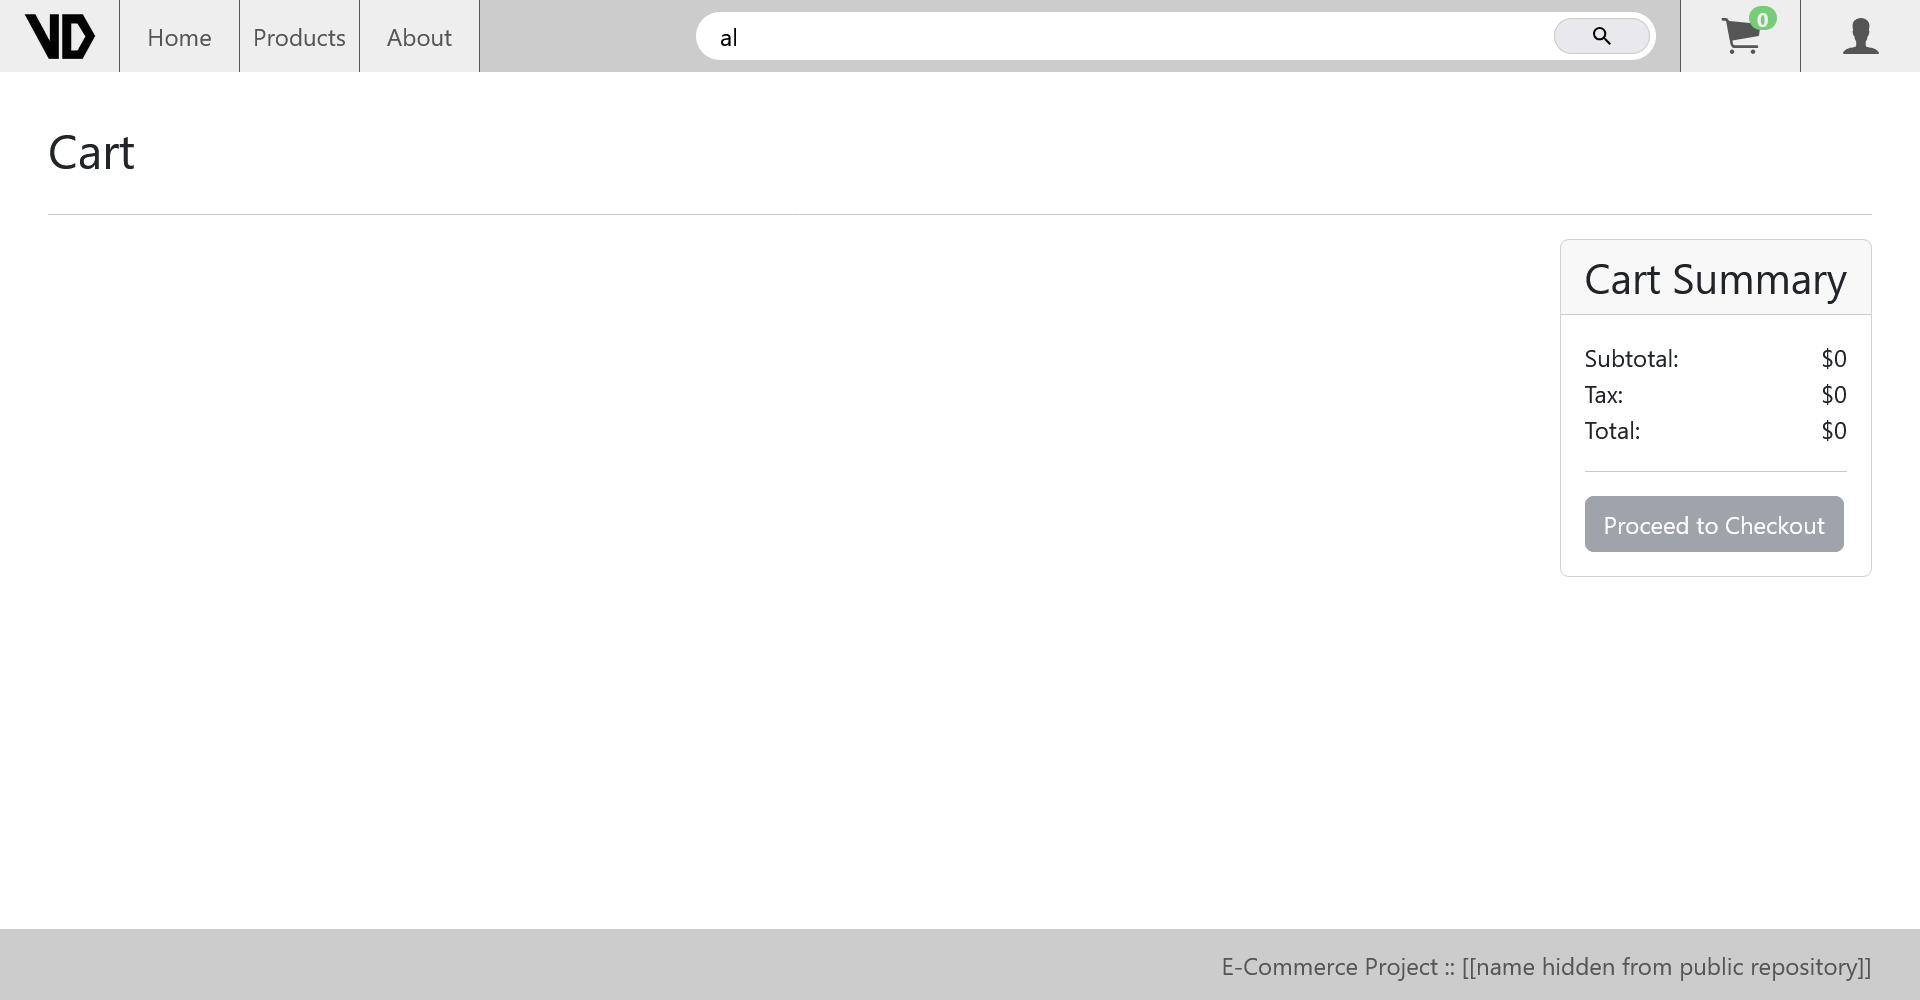 VD
Home
Products
About
al
0
Cart
Cart Summary
Subtotal: $0
Tax: $0
Total: $0
Proceed to Checkout
E-Commerce Project :: [[name hidden from public repository]]